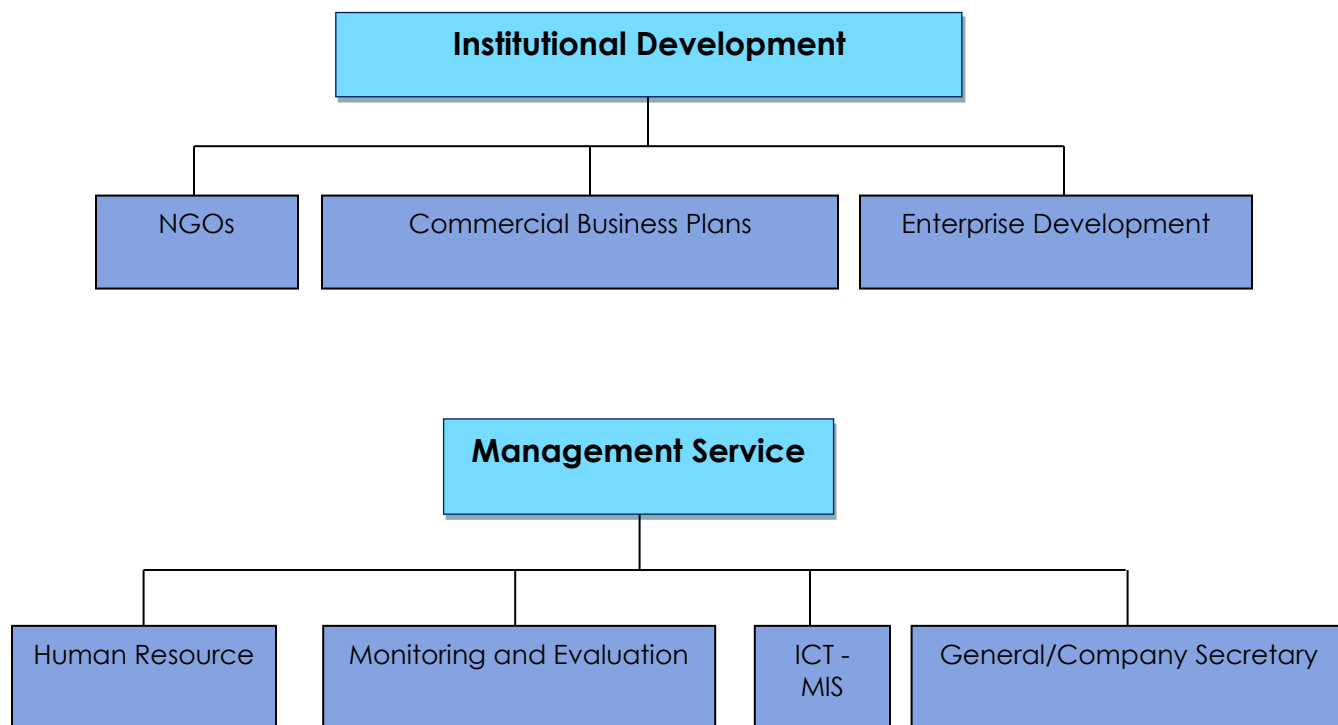 Institutional Development
NGOs
Commercial Business Plans
Enterprise Development
Management Service
Human Resource
Monitoring and Evaluation
ICT -
MIS
General/Company Secretary